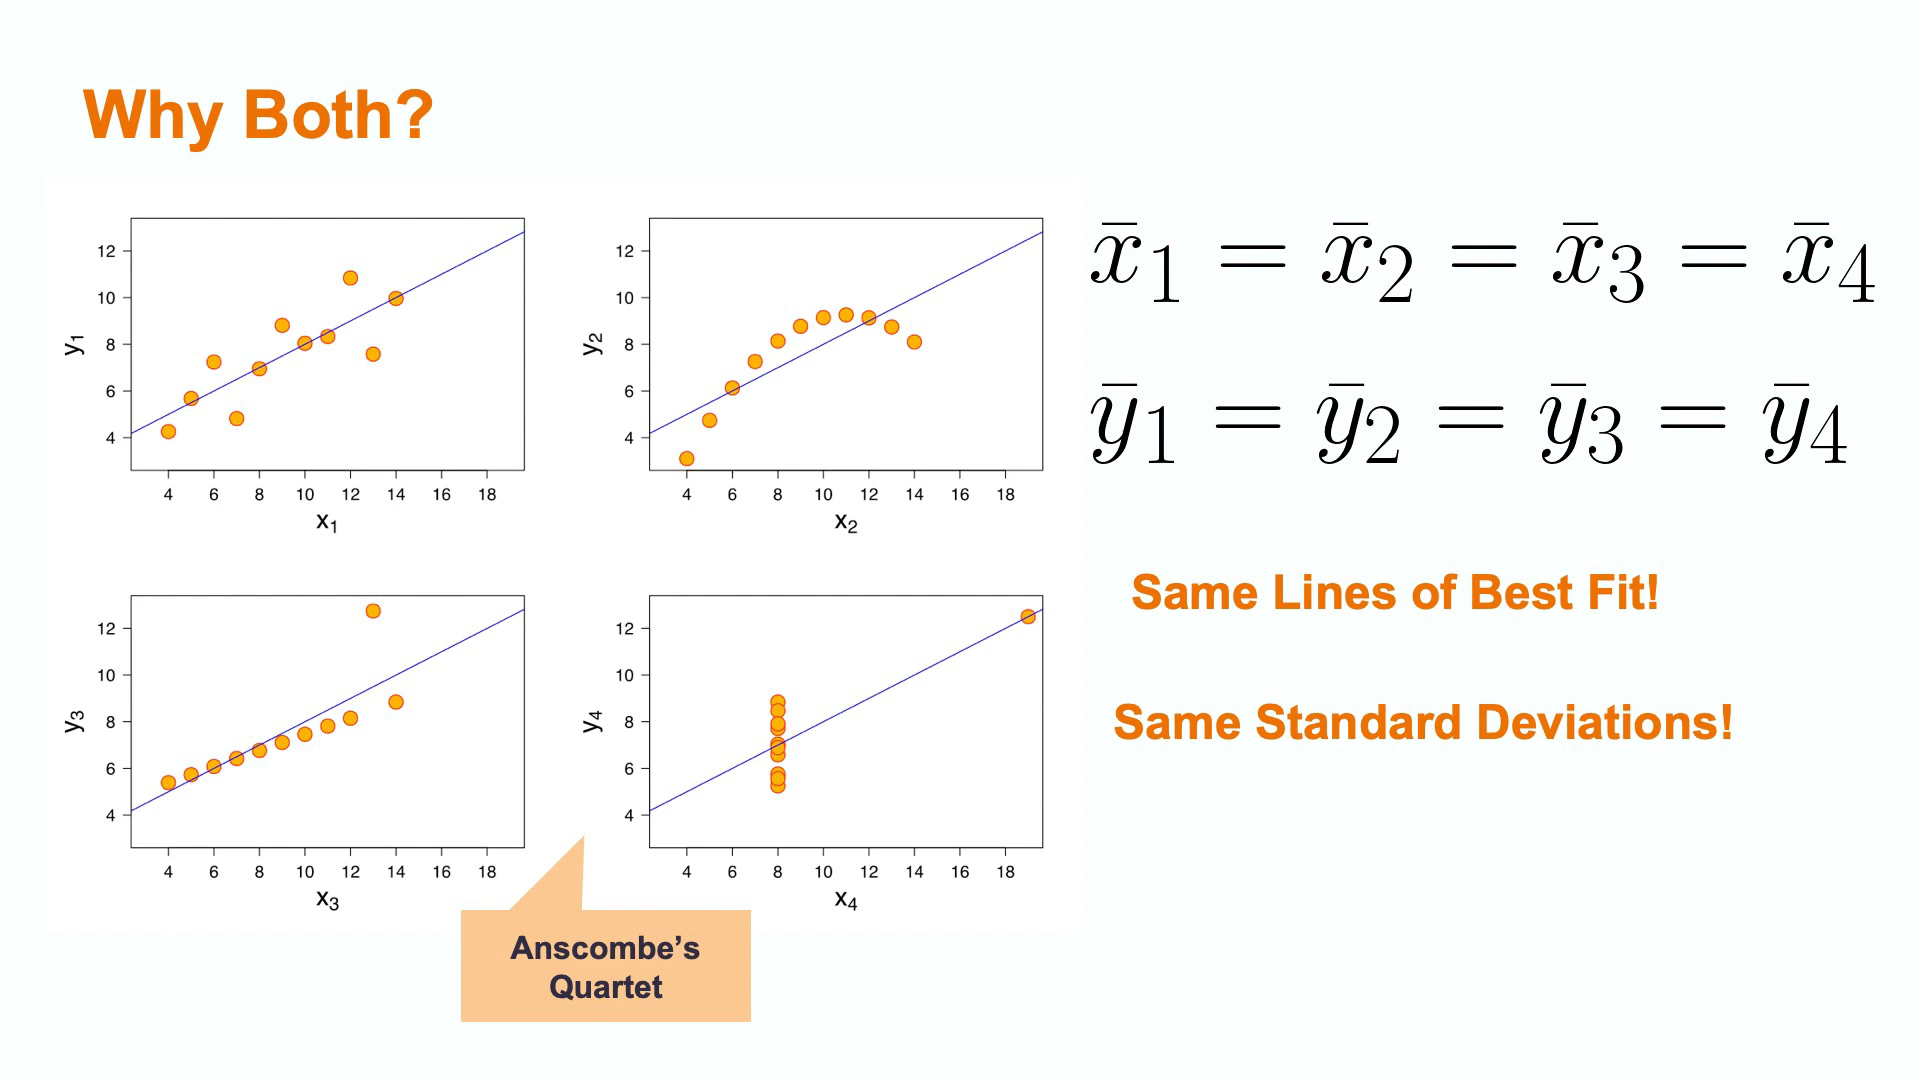 Why Both?
12
10
8
6
4
y₁
4 6 8 10 12 14 16 18
x₁
12
10
8
6
4
y₂
4 6 8 10 12 14 16 18
x₂
12
10
8
6
4
y₃
4 6 8 10 12 14 16 18
x₃
12
10
8
6
4
y₄
4 6 8 10 12 14 16 18
x₄
Anscombe’s
Quartet
x̄₁ = x̄₂ = x̄₃ = x̄₄
ȳ₁ = ȳ₂ = ȳ₃ = ȳ₄
Same Lines of Best Fit!
Same Standard Deviations!